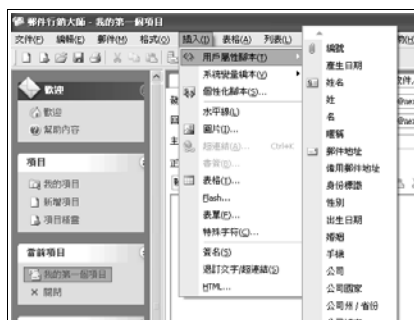 郵件行銷大師 - 我的第一個項目
文件(F) 編輯(E) 郵件(M) 格式(O) 插入(I) 表格(A) 列表(L)
歡迎
歡迎
幫助內容
項目
我的項目
新增項目
項目檔案
當前項目
我的第一個項目
關閉
用戶屬性腳本(T)
系統變量腳本(V)
個性化腳本(S)...
水平線(L)
圖片(I)...
超連結(A)... Ctrl+K
書簽(B)...
表格(T)...
Flash...
表單(F)...
特殊字符(C)...
簽名(S)
退訂文字/超連結(S)
HTML...
編號
產生日期
姓名
姓
名
暱稱
郵件地址
備用郵件地址
身份標識
性別
出生日期
婚姻
手機
公司
公司國家
公司州 / 省份